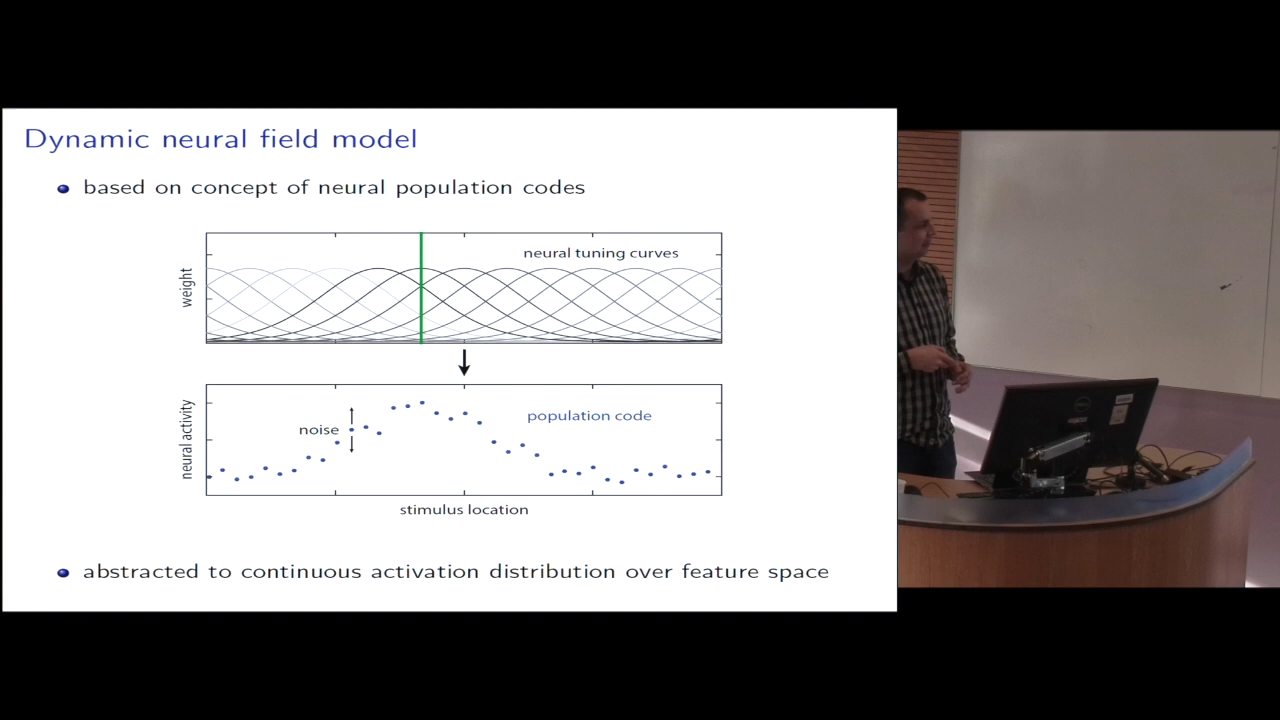 Dynamic neural field model
based on concept of neural population codes
neural tuning curves
weight
noise
population code
neural activity
stimulus location
abstracted to continuous activation distribution over feature space